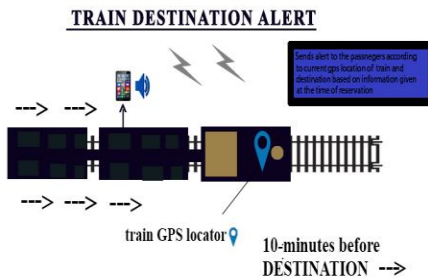 TRAIN DESTINATION ALERT
Sends alert to the passnegers according
to current gps location of train and
destination based on information given
at the time of reservation
train GPS locator
10-minutes before
DESTINATION